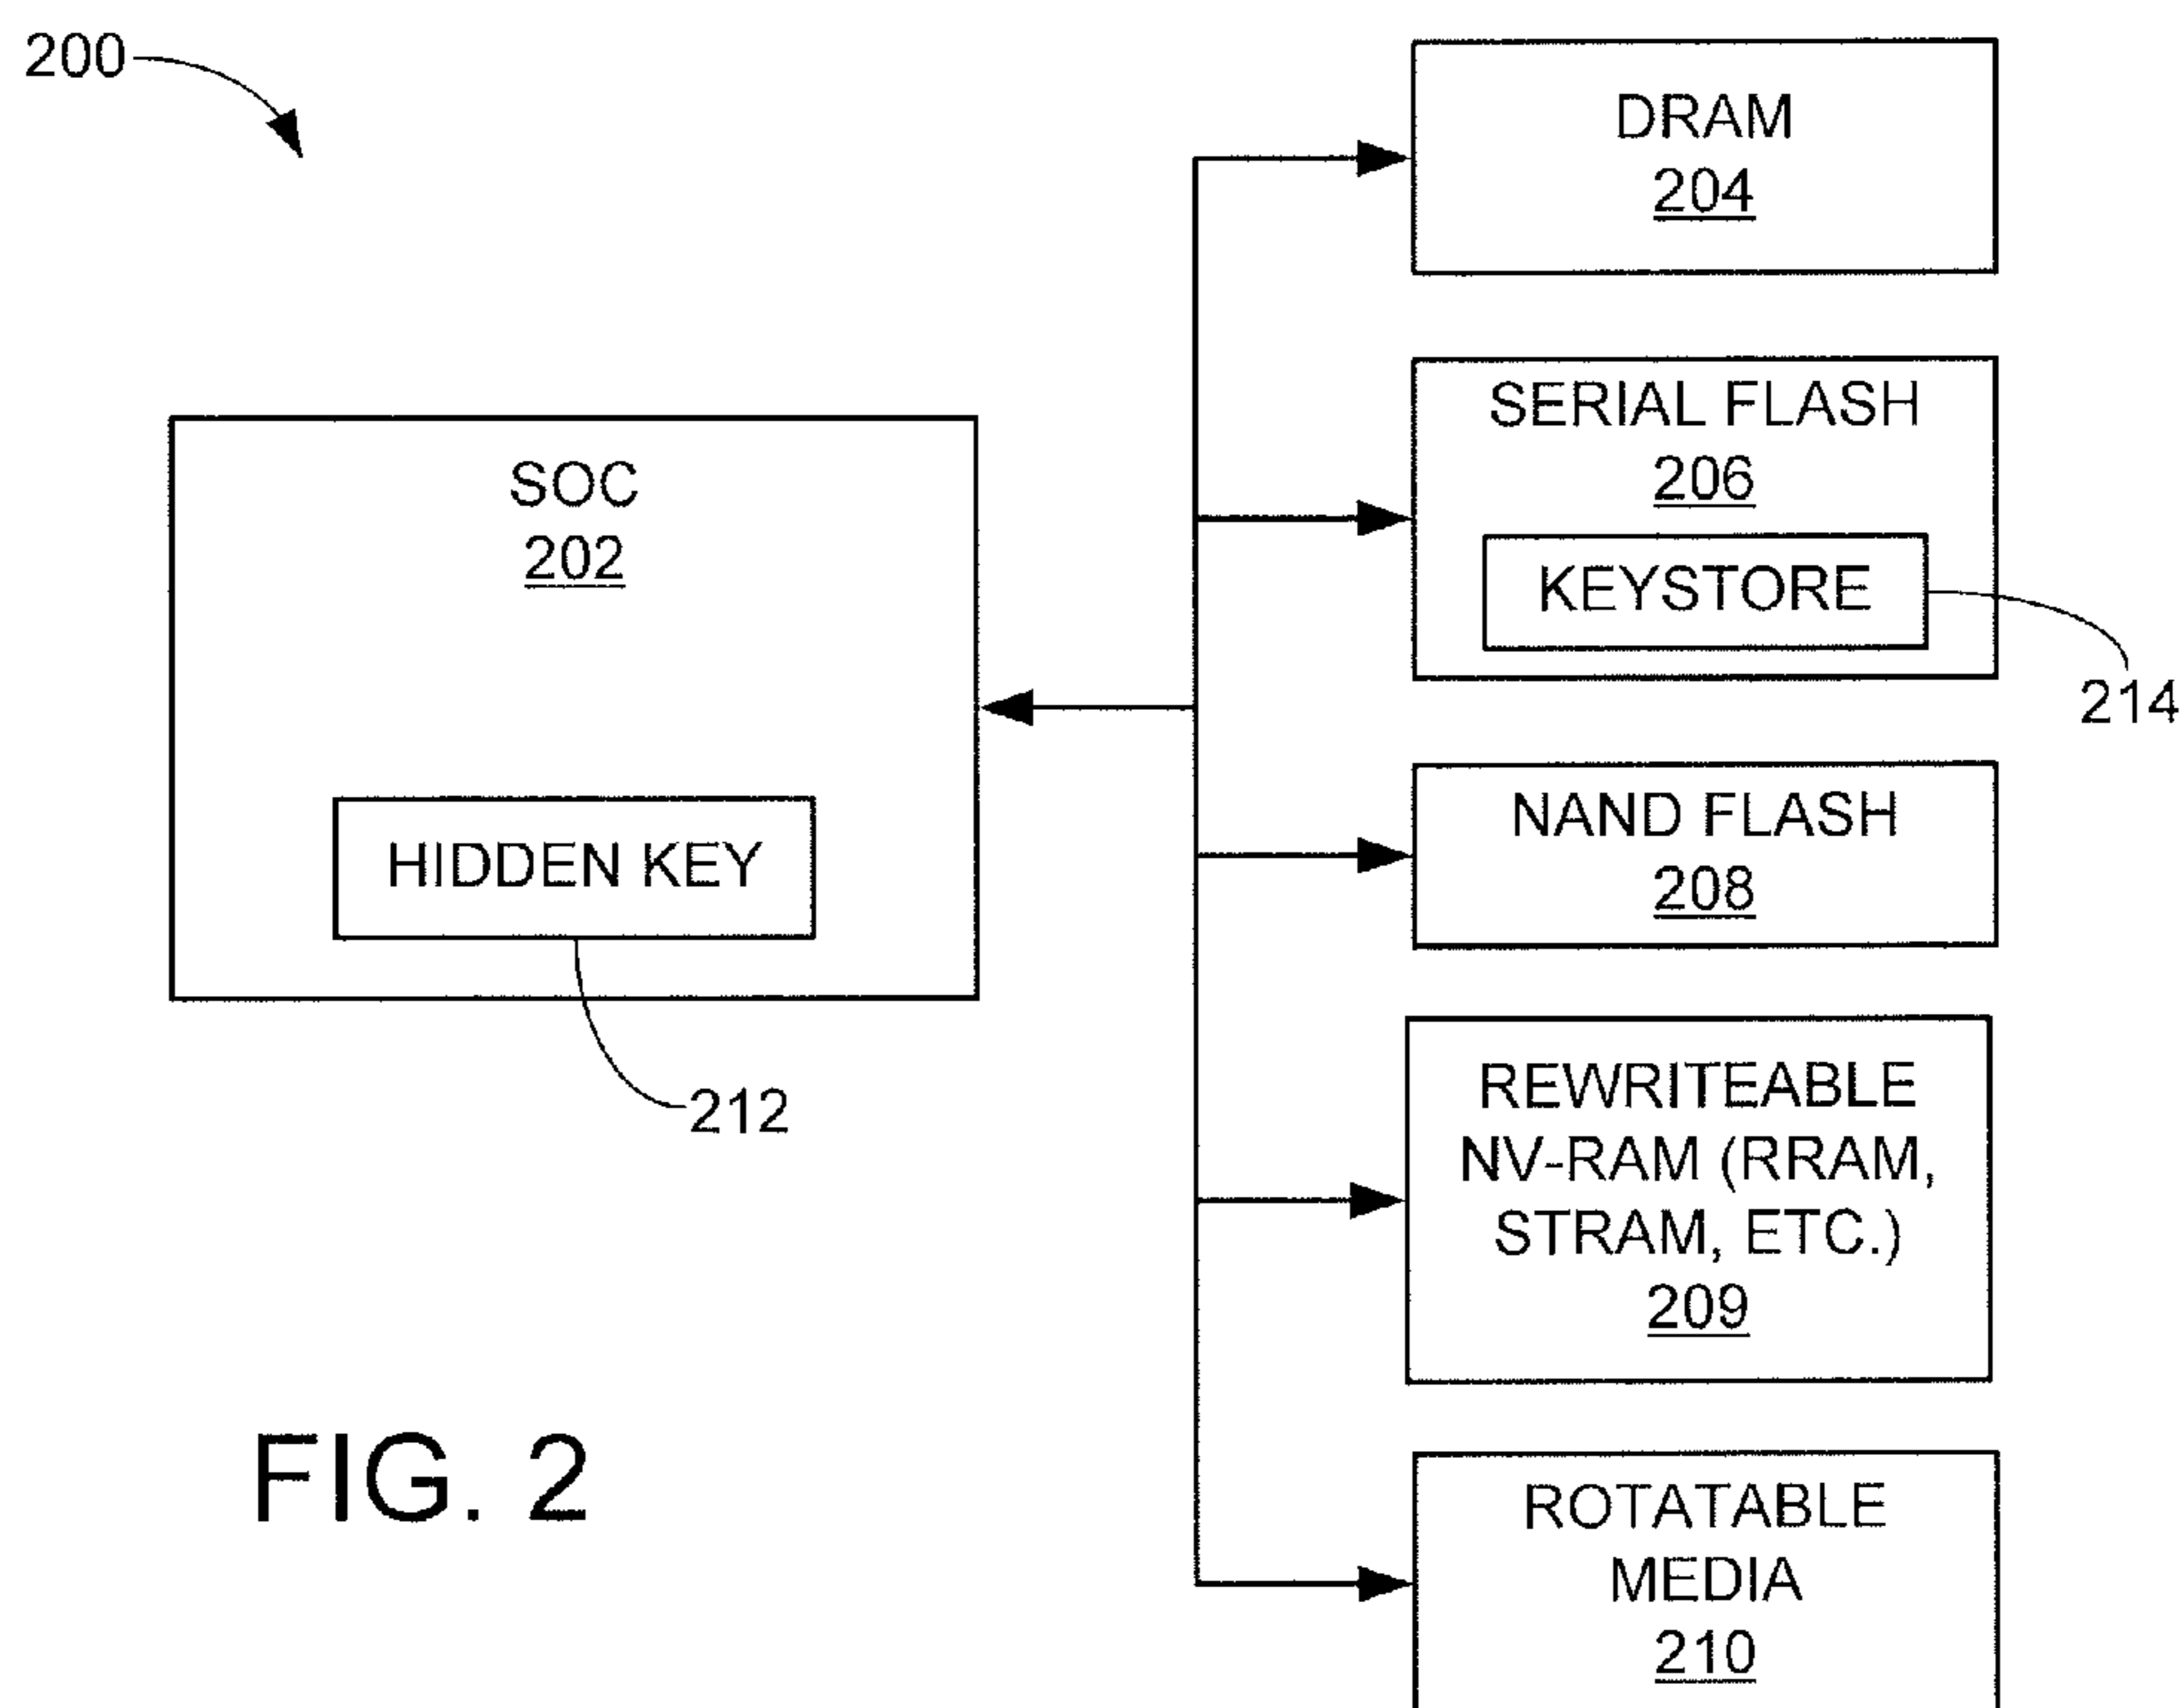 200
DRAM
204
SERIAL FLASH
206
KEYSTORE
214
SOC
202
HIDDEN KEY
212
NAND FLASH
208
REWRITEABLE
NV-RAM (RRAM,
STRAM, ETC.)
209
ROTATABLE
MEDIA
210
FIG. 2